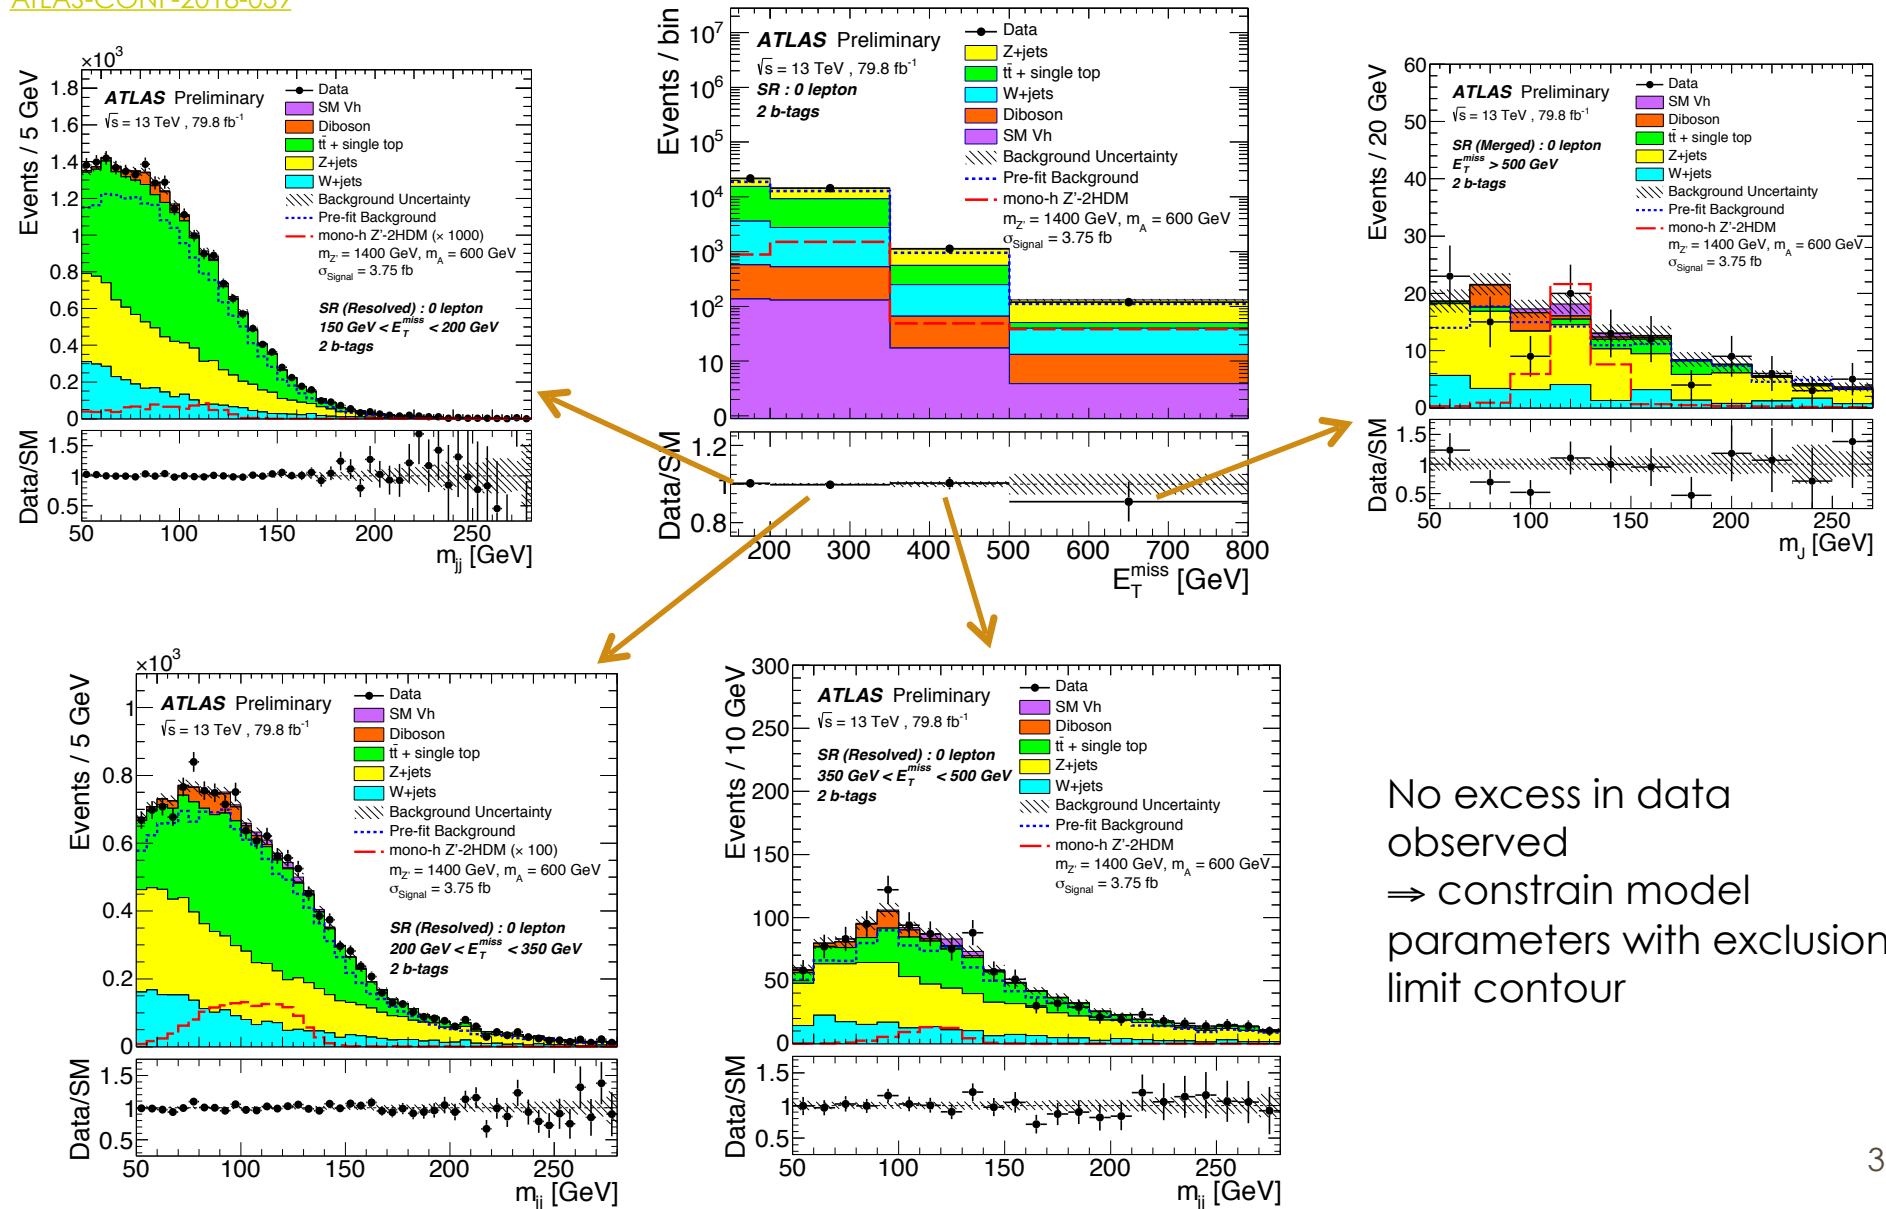 ATLAS-CONF-2018-039
×10³
Events / 5 GeV
ATLAS Preliminary
√s = 13 TeV , 79.8 fb⁻¹
Data
SM Vh
Diboson
tt̄ + single top
Z+jets
W+jets
Background Uncertainty
Pre-fit Background
mono-h Z'-2HDM (× 1000)
m_Z' = 1400 GeV, m_A = 600 GeV
σ_Signal = 3.75 fb
SR (Resolved) : 0 lepton
150 GeV < E_T^miss < 200 GeV
2 b-tags
1.8
1.6
1.4
1.2
1
0.8
0.6
0.4
0.2
0
Data/SM
1.5
1
0.5
50 100 150 200 250
m_jj [GeV]
Events / bin
ATLAS Preliminary
√s = 13 TeV , 79.8 fb⁻¹
SR : 0 lepton
2 b-tags
Data
Z+jets
tt̄ + single top
W+jets
Diboson
SM Vh
Background Uncertainty
Pre-fit Background
mono-h Z'-2HDM
m_Z' = 1400 GeV, m_A = 600 GeV
σ_Signal = 3.75 fb
10⁷
10⁶
10⁵
10⁴
10³
10²
10
0
Data/SM
1.2
1
0.8
200 300 400 500 600 700 800
E_T^miss [GeV]
Events / 20 GeV
ATLAS Preliminary
√s = 13 TeV , 79.8 fb⁻¹
SR (Merged) : 0 lepton
E_T^miss > 500 GeV
2 b-tags
Data
SM Vh
Diboson
tt̄ + single top
Z+jets
W+jets
Background Uncertainty
Pre-fit Background
mono-h Z'-2HDM
m_Z' = 1400 GeV, m_A = 600 GeV
σ_Signal = 3.75 fb
60
50
40
30
20
10
0
Data/SM
1.5
1
0.5
50 100 150 200 250
m_J [GeV]
×10³
Events / 5 GeV
ATLAS Preliminary
√s = 13 TeV , 79.8 fb⁻¹
Data
SM Vh
Diboson
tt̄ + single top
Z+jets
W+jets
Background Uncertainty
Pre-fit Background
mono-h Z'-2HDM (× 100)
m_Z' = 1400 GeV, m_A = 600 GeV
σ_Signal = 3.75 fb
SR (Resolved) : 0 lepton
200 GeV < E_T^miss < 350 GeV
2 b-tags
1
0.8
0.6
0.4
0.2
0
Data/SM
1.5
1
0.5
50 100 150 200 250
m_jj [GeV]
Events / 10 GeV
ATLAS Preliminary
√s = 13 TeV , 79.8 fb⁻¹
SR (Resolved) : 0 lepton
350 GeV < E_T^miss < 500 GeV
2 b-tags
Data
SM Vh
Diboson
tt̄ + single top
Z+jets
W+jets
Background Uncertainty
Pre-fit Background
mono-h Z'-2HDM
m_Z' = 1400 GeV, m_A = 600 GeV
σ_Signal = 3.75 fb
300
250
200
150
100
50
0
Data/SM
1.5
1
0.5
50 100 150 200 250
m_jj [GeV]
No excess in data
observed
⇒ constrain model
parameters with exclusion
limit contour
3